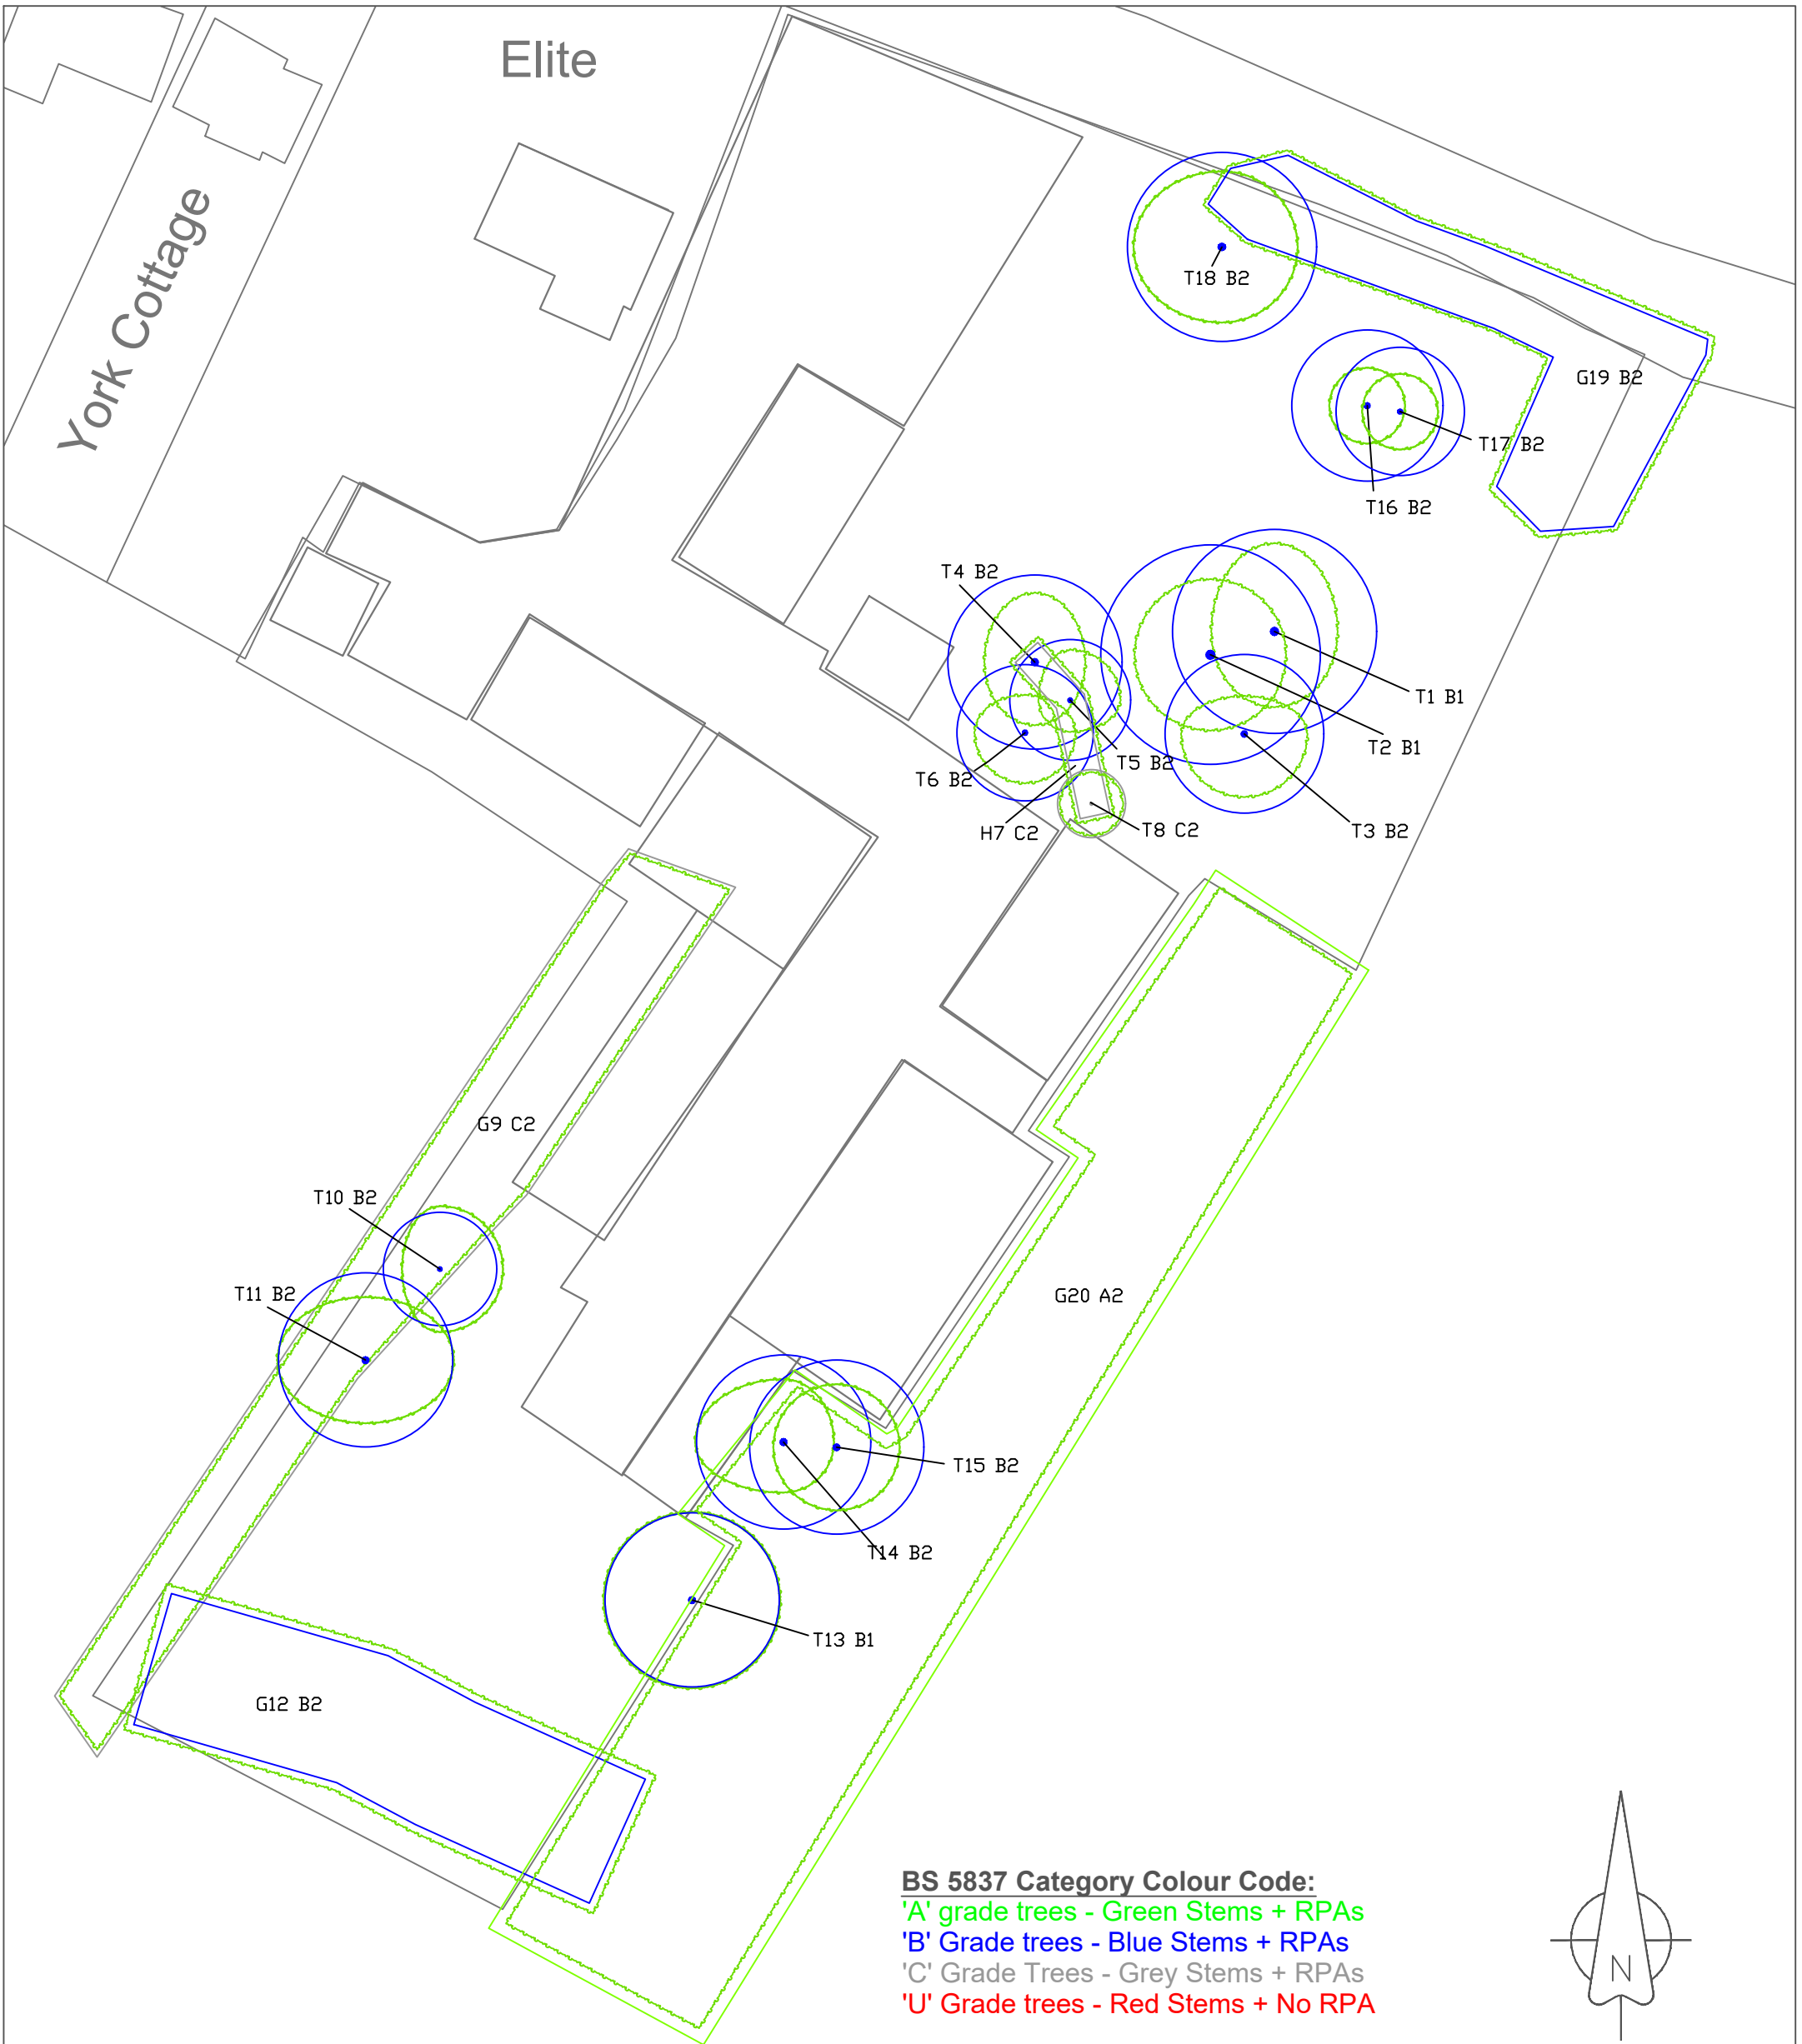 Elite
York Cottage
T18 B2
G19 B2
T17 B2
T16 B2
T4 B2
T1 B1
T2 B1
T5 B2
T6 B2
H7 C2
T8 C2
T3 B2
G9 C2
T10 B2
T11 B2
G20 A2
T15 B2
T14 B2
T13 B1
G12 B2
BS 5837 Category Colour Code:
'A' grade trees - Green Stems + RPAs
'B' Grade trees - Blue Stems + RPAs
'C' Grade Trees - Grey Stems + RPAs
'U' Grade trees - Red Stems + No RPA
N